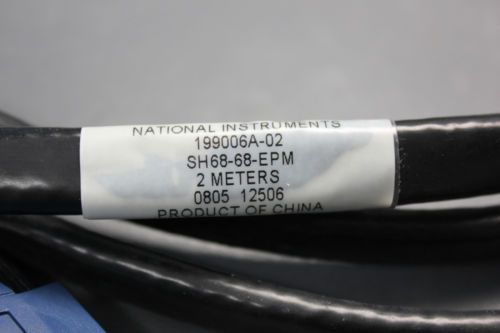 NATIONAL INSTRUMENTS
199006A-02
SH68-68-EPM
2 METERS
0805 12506
PRODUCT OF CHINA